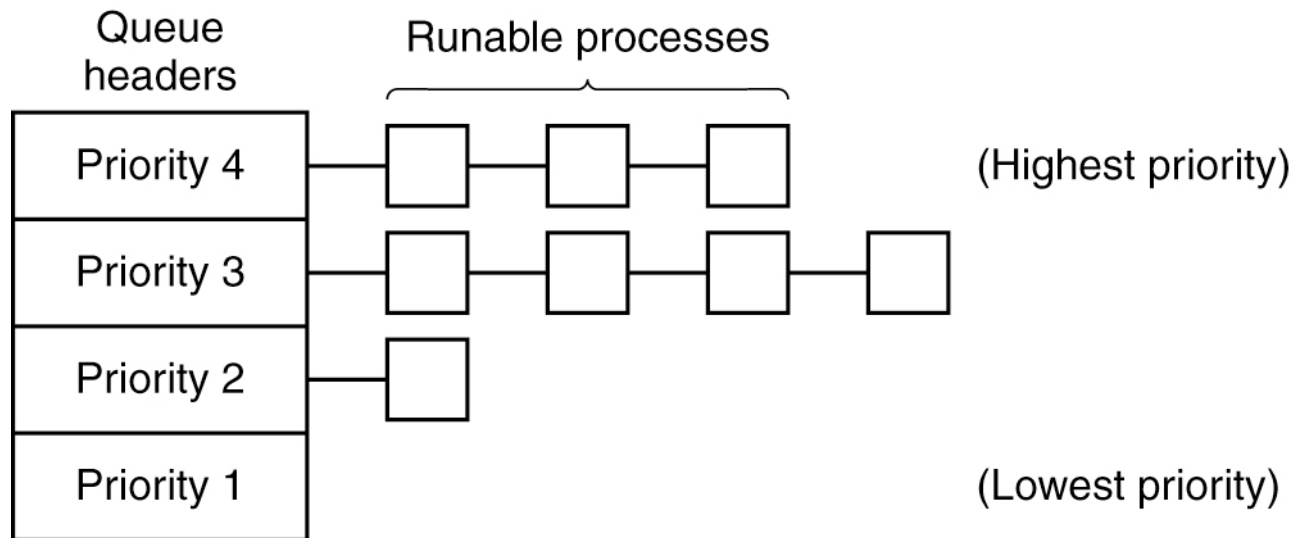 Queue
headers
Runable processes
Priority 4
(Highest priority)
Priority 3
Priority 2
Priority 1
(Lowest priority)